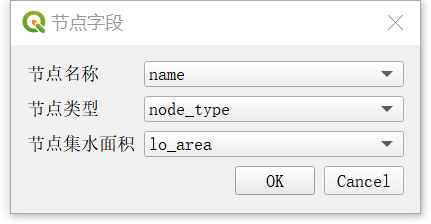 节点字段
节点名称 name
节点类型 node_type
节点集水面积 lo_area
OK Cancel